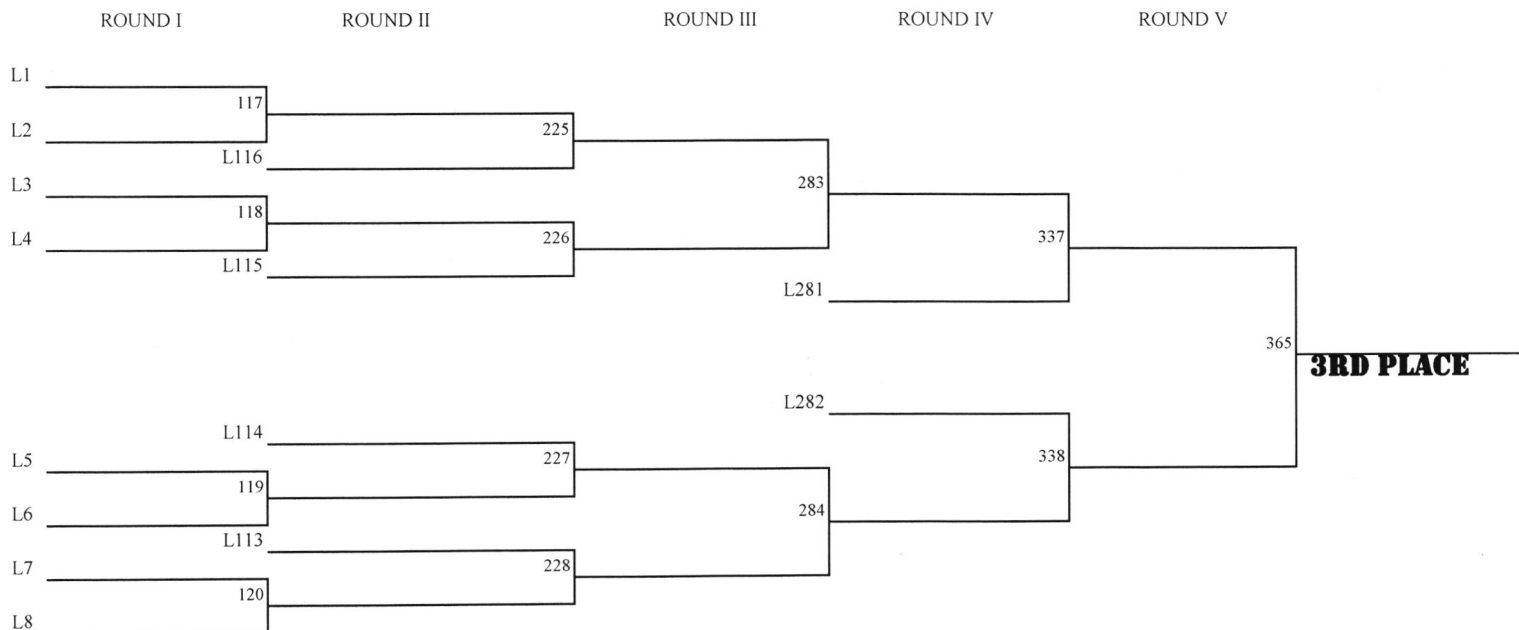 ROUND I ROUND II ROUND III ROUND IV ROUND V
L1
117
L2
225
L116
L3
283
118
L4
226
337
L115
L281
365
3RD PLACE
L282
L114
L5
227
338
119
L6
284
L113
L7
228
120
L8